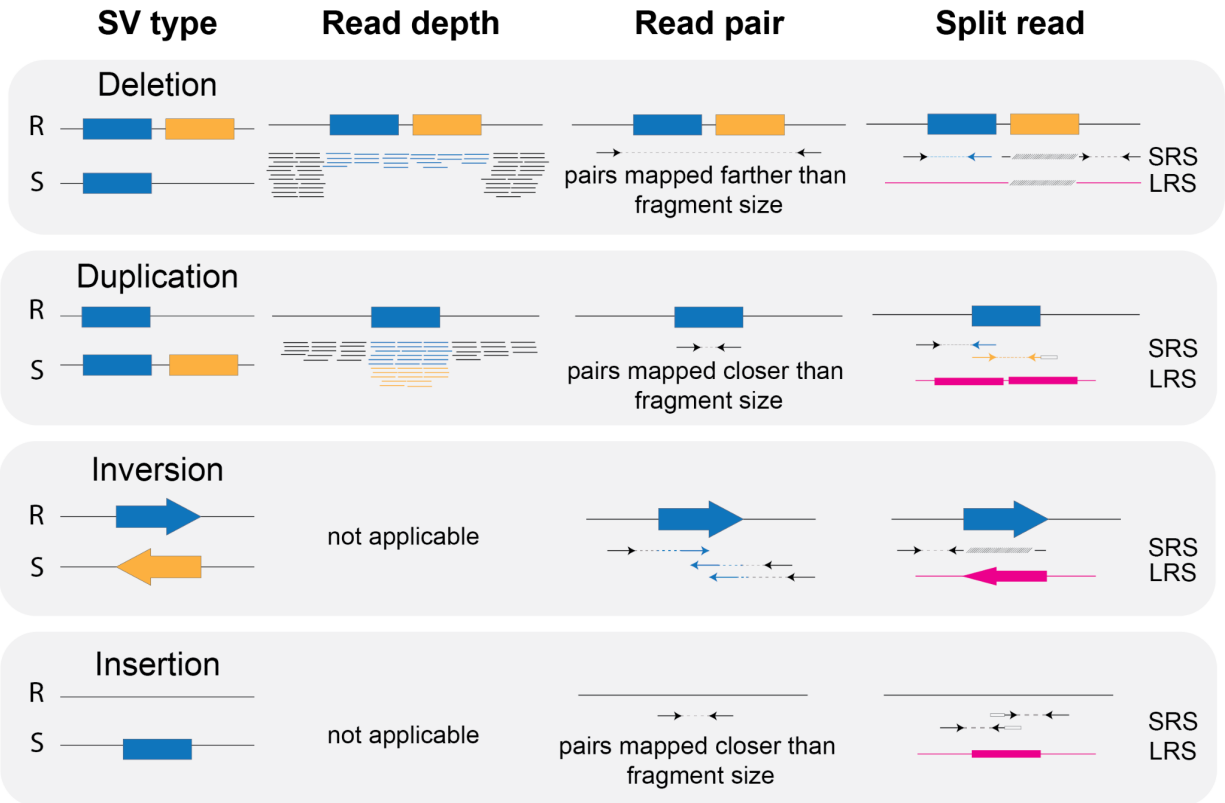 SV type
Read depth
Read pair
Split read
Deletion
R
S
pairs mapped farther than
fragment size
SRS
LRS
Duplication
R
S
pairs mapped closer than
fragment size
SRS
LRS
Inversion
R
S
not applicable
SRS
LRS
Insertion
R
S
not applicable
pairs mapped closer than
fragment size
SRS
LRS